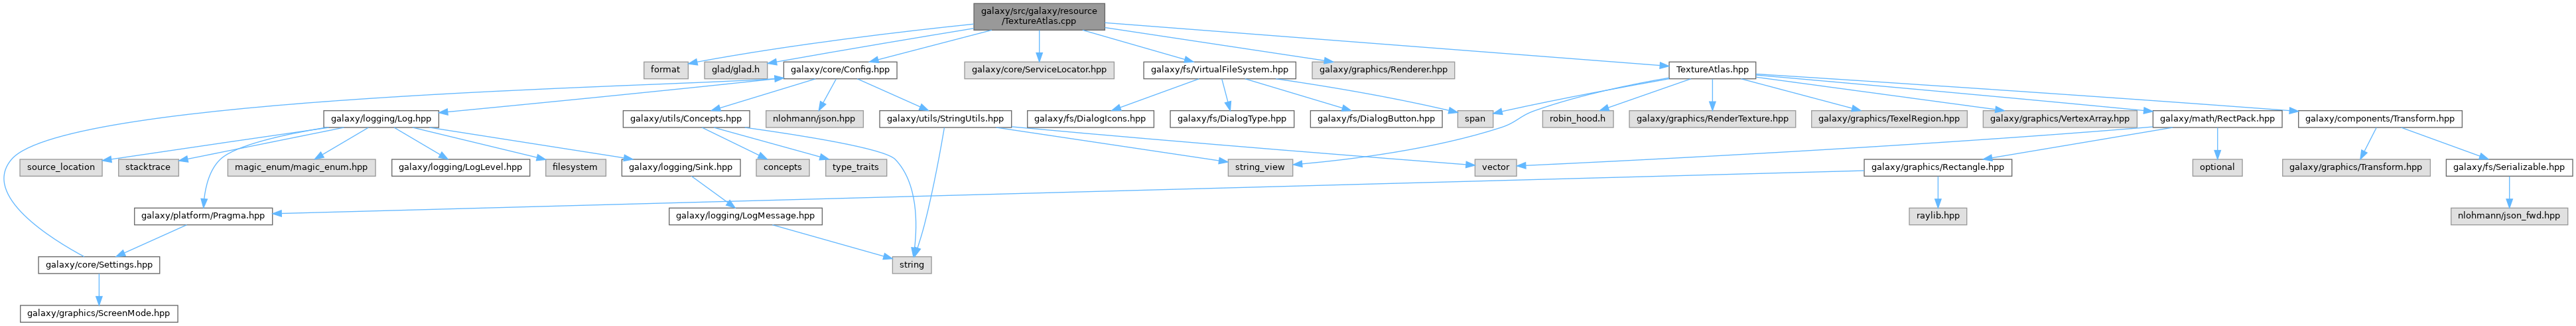 galaxy/src/galaxy/resource
/TextureAtlas.cpp
format
glad/glad.h
galaxy/core/Config.hpp
galaxy/core/ServiceLocator.hpp
galaxy/fs/VirtualFileSystem.hpp
galaxy/graphics/Renderer.hpp
TextureAtlas.hpp
galaxy/logging/Log.hpp
galaxy/utils/Concepts.hpp
nlohmann/json.hpp
galaxy/utils/StringUtils.hpp
galaxy/fs/DialogIcons.hpp
galaxy/fs/DialogType.hpp
galaxy/fs/DialogButton.hpp
span
robin_hood.h
galaxy/graphics/RenderTexture.hpp
galaxy/graphics/TexelRegion.hpp
galaxy/graphics/VertexArray.hpp
galaxy/math/RectPack.hpp
galaxy/components/Transform.hpp
source_location
stacktrace
magic_enum/magic_enum.hpp
galaxy/logging/LogLevel.hpp
filesystem
galaxy/logging/Sink.hpp
concepts
type_traits
string_view
vector
galaxy/graphics/Rectangle.hpp
optional
galaxy/graphics/Transform.hpp
galaxy/fs/Serializable.hpp
galaxy/platform/Pragma.hpp
galaxy/logging/LogMessage.hpp
raylib.hpp
nlohmann/json_fwd.hpp
galaxy/core/Settings.hpp
string
galaxy/graphics/ScreenMode.hpp